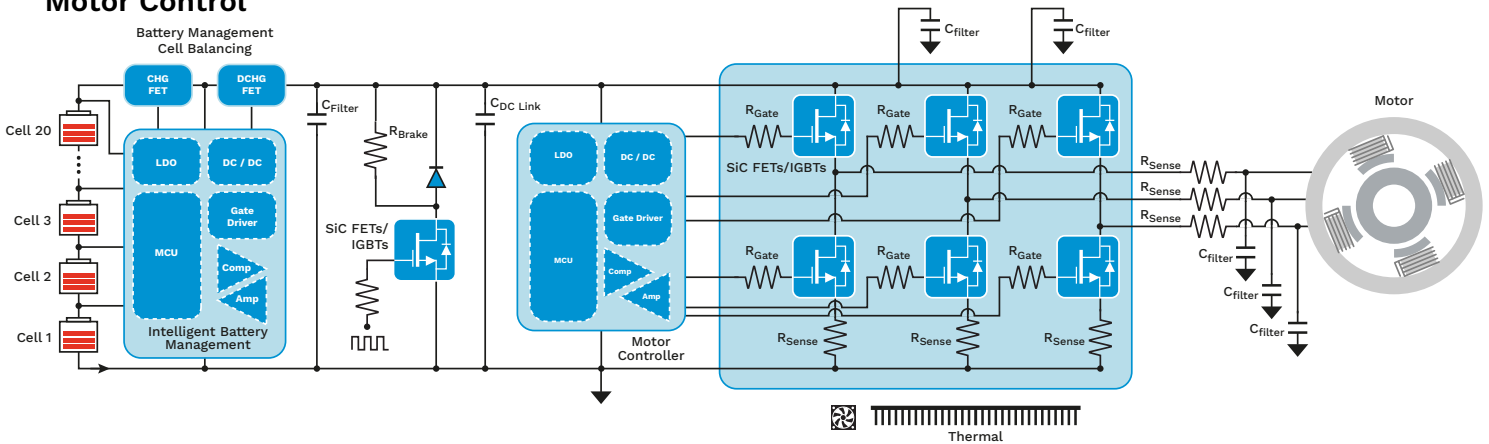 Motor Control
Battery Management
Cell Balancing
CHG
FET
DCHG
FET
Cell 20
Cell 3
Cell 2
Cell 1
LDO
DC / DC
MCU
Gate
Driver
Comp
Amp
Intelligent Battery
Management
CFilter
RBrake
SiC FETs/
IGBTs
CDC Link
LDO
DC / DC
MCU
Gate Driver
Comp
Amp
Motor
Controller
Cfilter
Cfilter
RGate
RGate
RGate
SiC FETs/IGBTs
RGate
RGate
RGate
RSense
RSense
RSense
RSense
RSense
RSense
Cfilter
Cfilter
Cfilter
Motor
Thermal